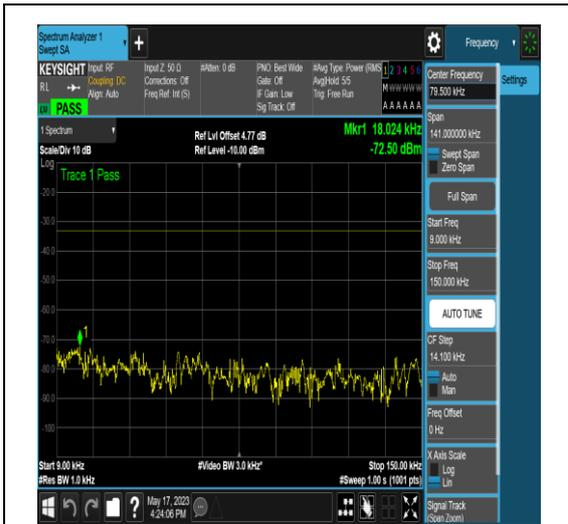 Spectrum Analyzer 1
Swept SA
+
Frequency
KEYSIGHT
Input: RF
Coupling: DC
Align: Auto
Input Z: 50 Ω
Corrections: Off
Freq Ref: Int (S)
#Atten: 0 dB
PNO: Best Wide
Gate: Off
IF Gain: Low
Sig Track: Off
#Avg Type: Power (RMS
Avg|Hold: 5/5
Trig: Free Run
1 2 3 4 5 6
M W W W W W
A A A A A A
PASS
1 Spectrum
Scale/Div 10 dB
Ref Lvl Offset 4.77 dB
Ref Level -10.00 dBm
Mkr1 18.024 kHz
-72.50 dBm
Log
Trace 1 Pass
-20.0
-30.0
-40.0
-50.0
-60.0
-70.0
-80.0
-90.0
-100
1
Start 9.00 kHz
#Res BW 1.0 kHz
#Video BW 3.0 kHz*
Stop 150.00 kHz
#Sweep 1.00 s (1001 pts)
May 17, 2023
4:24:06 PM
Center Frequency
79.500 kHz
Settings
Span
141.000000 kHz
Swept Span
Zero Span
Full Span
Start Freq
9.000 kHz
Stop Freq
150.000 kHz
AUTO TUNE
CF Step
14.100 kHz
Auto
Man
Freq Offset
0 Hz
X Axis Scale
Log
Lin
Signal Track
(Span Zoom)